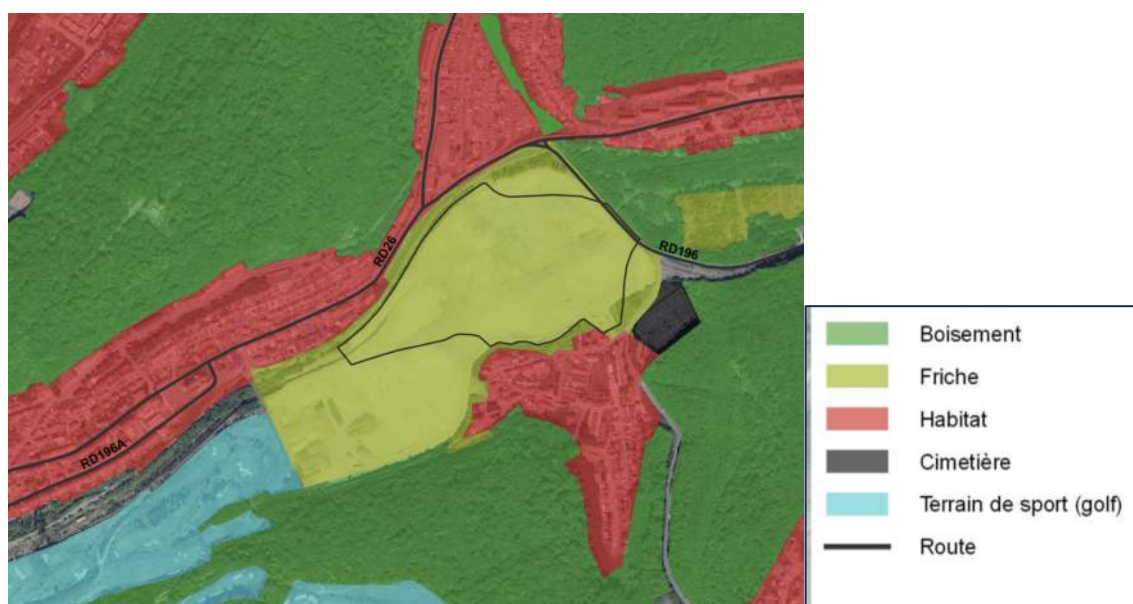 RD26
RD196
RD196A
Boisement
Friche
Habitat
Cimetière
Terrain de sport (golf)
Route